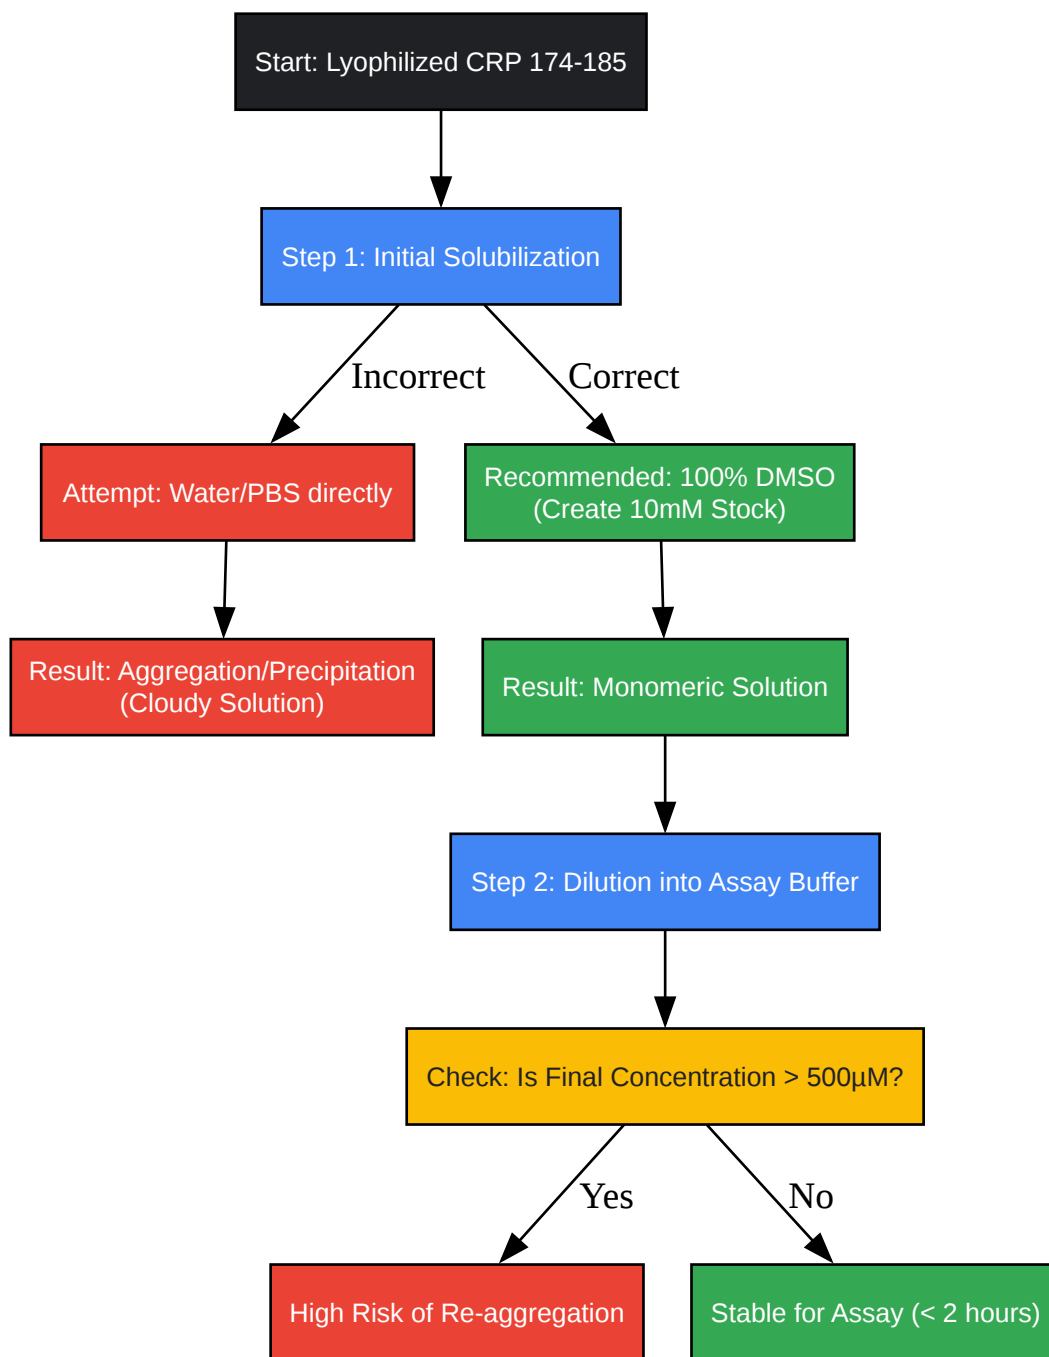 Start: Lyophilized CRP 174-185
Step 1: Initial Solubilization
Incorrect
Correct
Attempt: Water/PBS directly
Recommended: 100% DMSO
(Create 10mM Stock)
Result: Aggregation/Precipitation
(Cloudy Solution)
Result: Monomeric Solution
Step 2: Dilution into Assay Buffer
Check: Is Final Concentration > 500µM?
Yes
No
High Risk of Re-aggregation
Stable for Assay (< 2 hours)